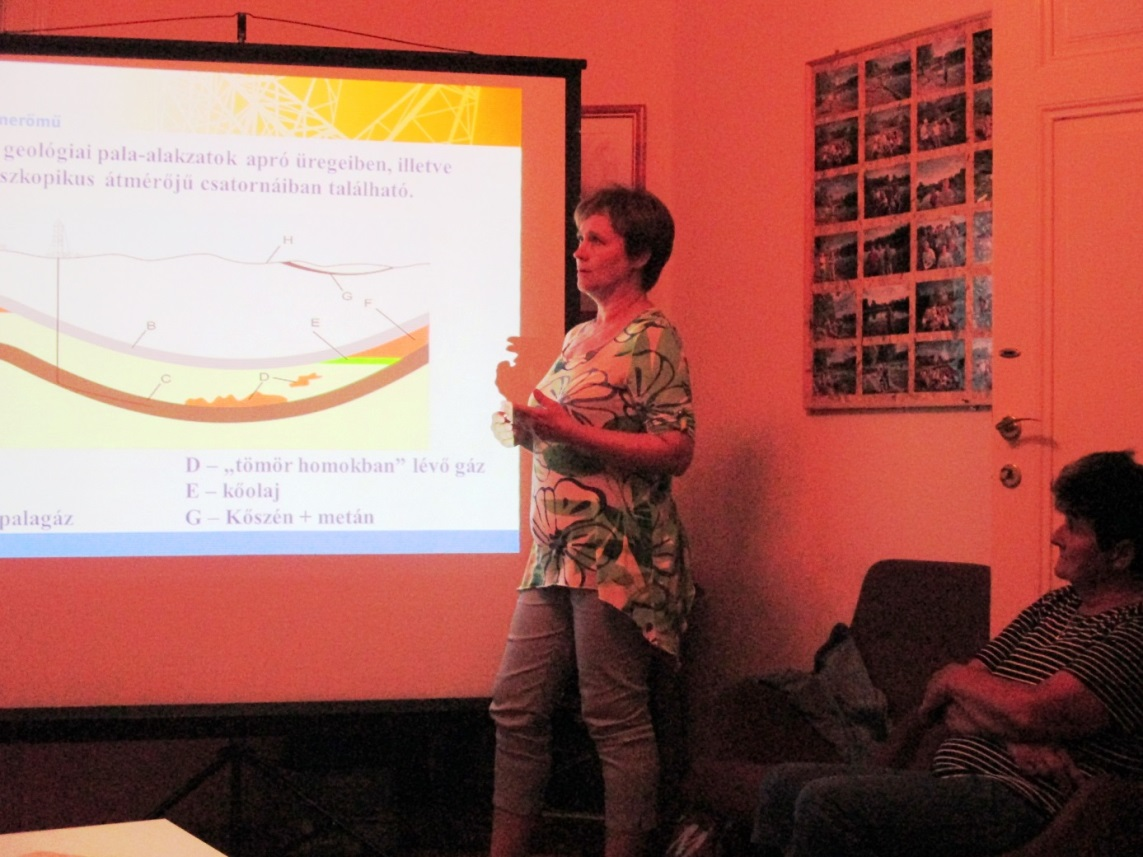 nerőmű
geológiai pala-alakzatok apró üregeiben, illetve
szkopikus átmérőjű csatornáiban található.
H
G
F
E
B
C
D
D – „tömör homokban” lévő gáz
E – kőolaj
palagáz
G – Kőszén + metán